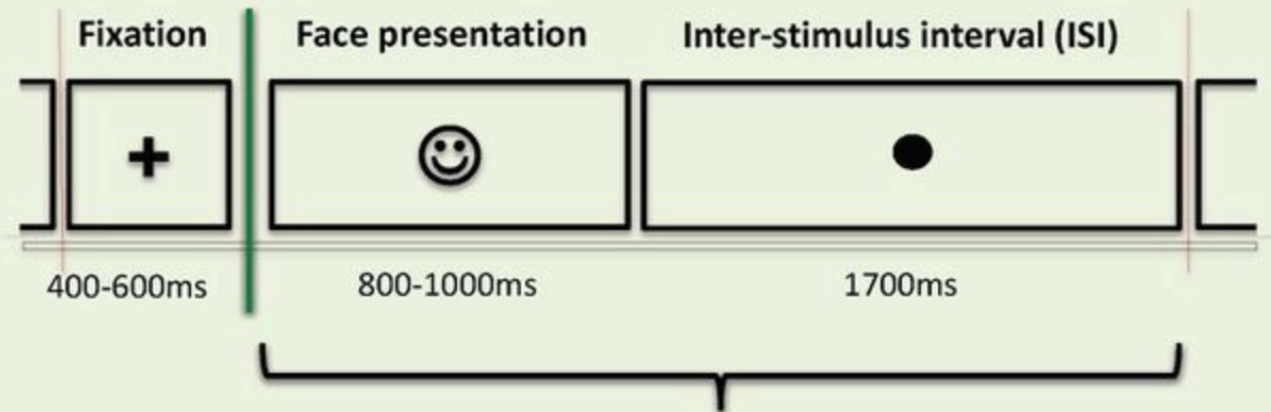 Fixation
Face presentation
Inter-stimulus interval (ISI)
400-600ms
800-1000ms
1700ms